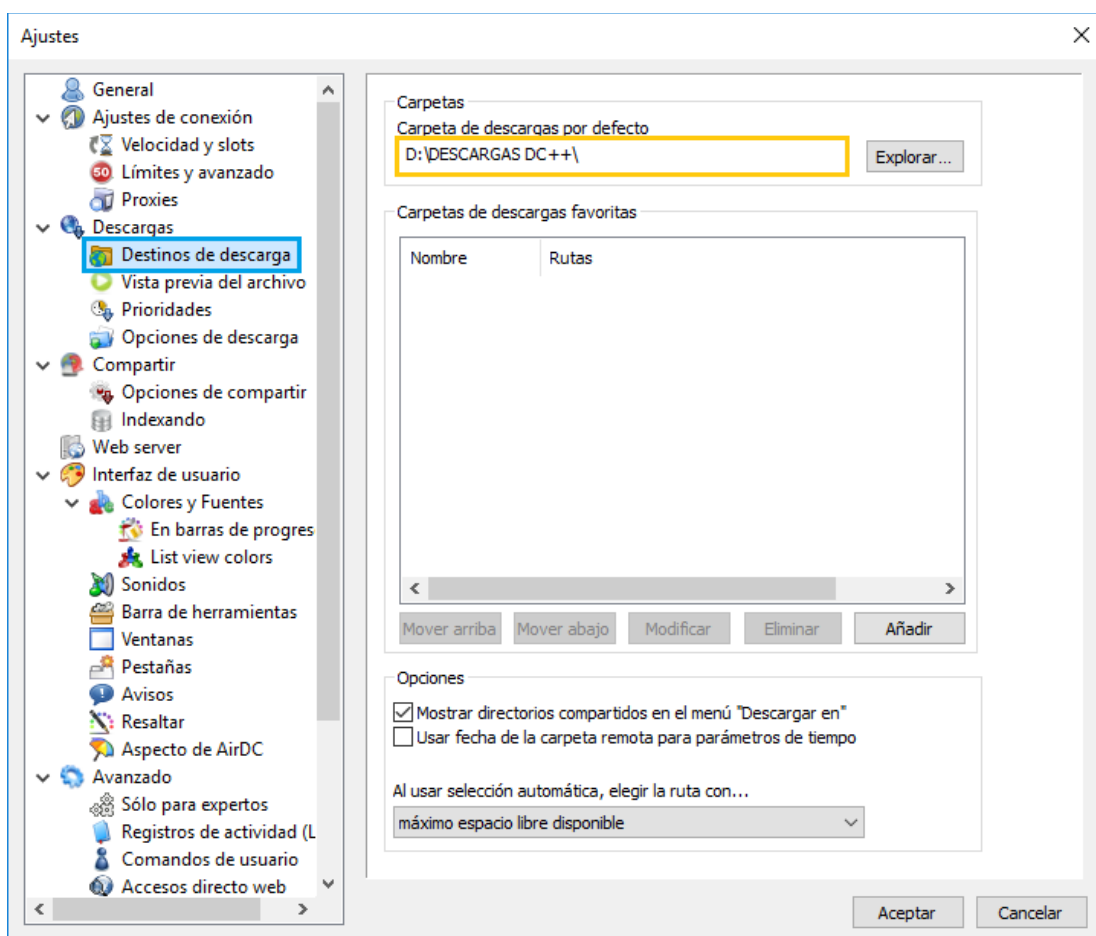 Ajustes
General
Ajustes de conexión
Velocidad y slots
50
Límites y avanzado
Proxies
Descargas
Destinos de descarga
Vista previa del archivo
Prioridades
Opciones de descarga
Compartir
Opciones de compartir
Indexando
Web server
Interfaz de usuario
Colores y Fuentes
En barras de progres
List view colors
Sonidos
Barra de herramientas
Ventanas
Pestañas
Avisos
Resaltar
Aspecto de AirDC
Avanzado
Sólo para expertos
Registros de actividad (L
Comandos de usuario
Accesos directo web
Carpetas
Carpeta de descargas por defecto
D:\DESCARGAS DC++\
Explorar...
Carpetas de descargas favoritas
Nombre Rutas
Mover arriba Mover abajo Modificar Eliminar Añadir
Opciones
Mostrar directorios compartidos en el menú "Descargar en"
Usar fecha de la carpeta remota para parámetros de tiempo
Al usar selección automática, elegir la ruta con...
máximo espacio libre disponible
Aceptar Cancelar